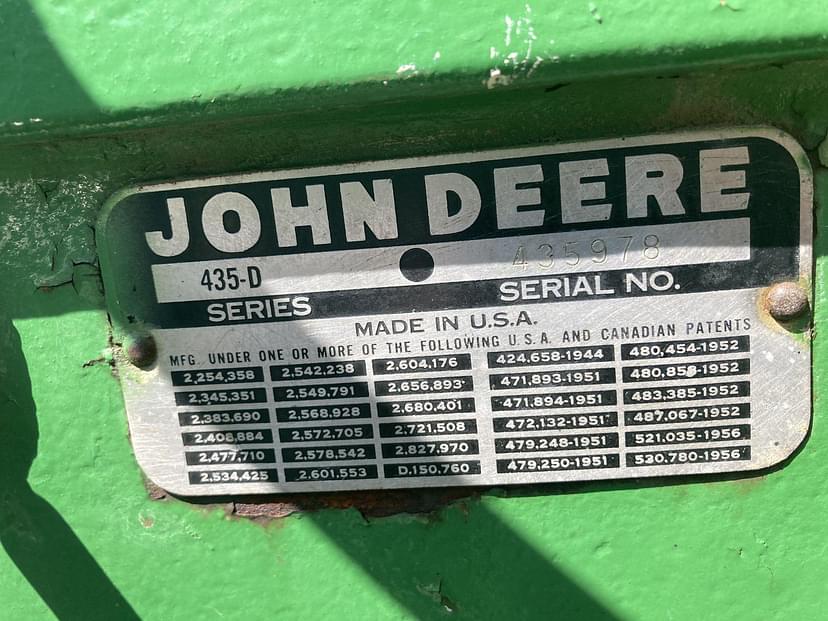 JOHN DEERE
435-D 435978
SERIES SERIAL NO.
MADE IN U.S.A.
MFG. UNDER ONE OR MORE OF THE FOLLOWING U.S.A. AND CANADIAN PATENTS
2,254,358 2,542,238 2,604,176 424,658-1944 480,454-1952
2,345,351 2,549,791 2,656,893 471,893-1951 480,858-1952
2,383,690 2,568,928 2,680,401 471,894-1951 483,385-1952
2,408,884 2,572,705 2,721,508 472,132-1951 487,067-1952
2,477,710 2,578,542 2,827,970 479,248-1951 521,035-1956
2,534,425 2,601,553 D.150,760 479,250-1951 530,780-1956